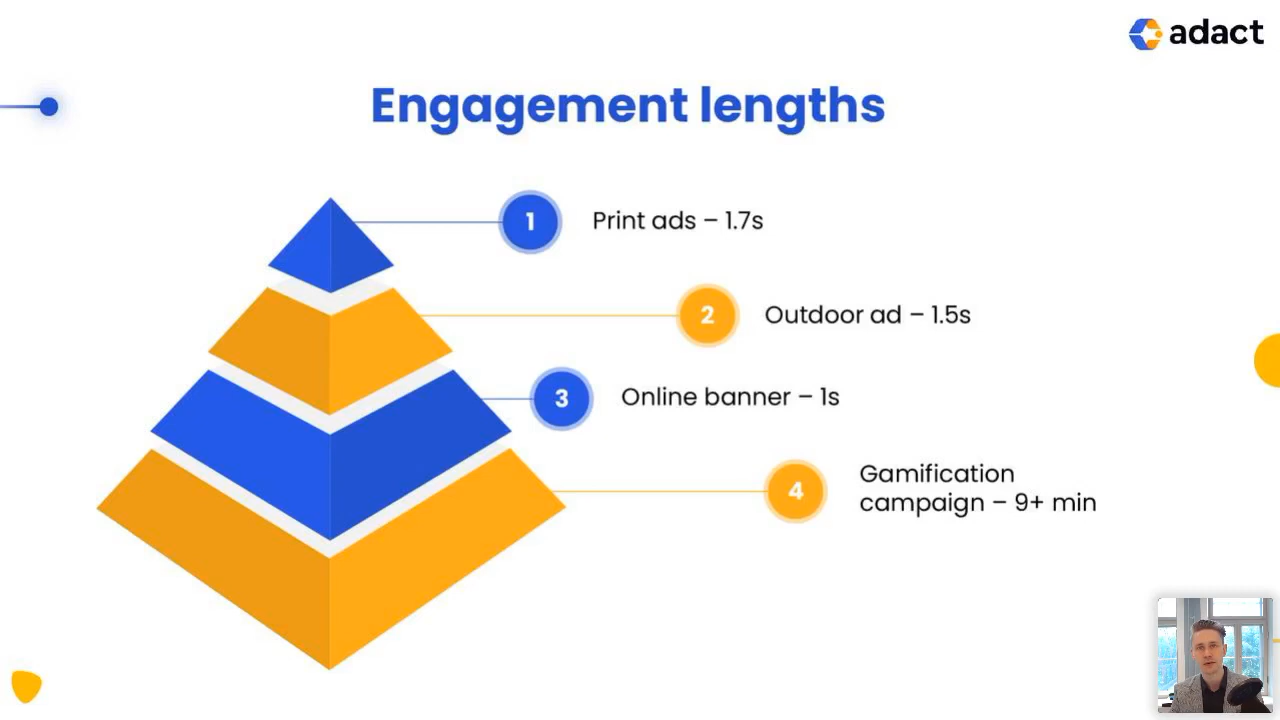 adact
Engagement lengths
1
Print ads – 1.7s
2
Outdoor ad – 1.5s
3
Online banner – 1s
4
Gamification
campaign – 9+ min